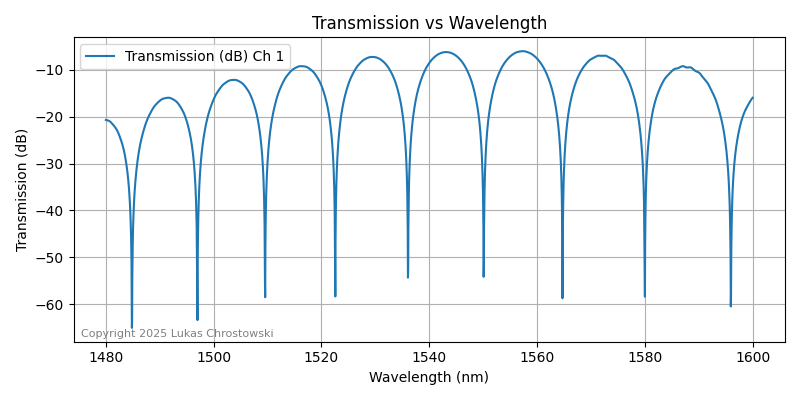 Transmission vs Wavelength
Transmission (dB) Ch 1
Transmission (dB)
−10
−20
−30
−40
−50
−60
Copyright 2025 Lukas Chrostowski
1480
1500
1520
1540
1560
1580
1600
Wavelength (nm)